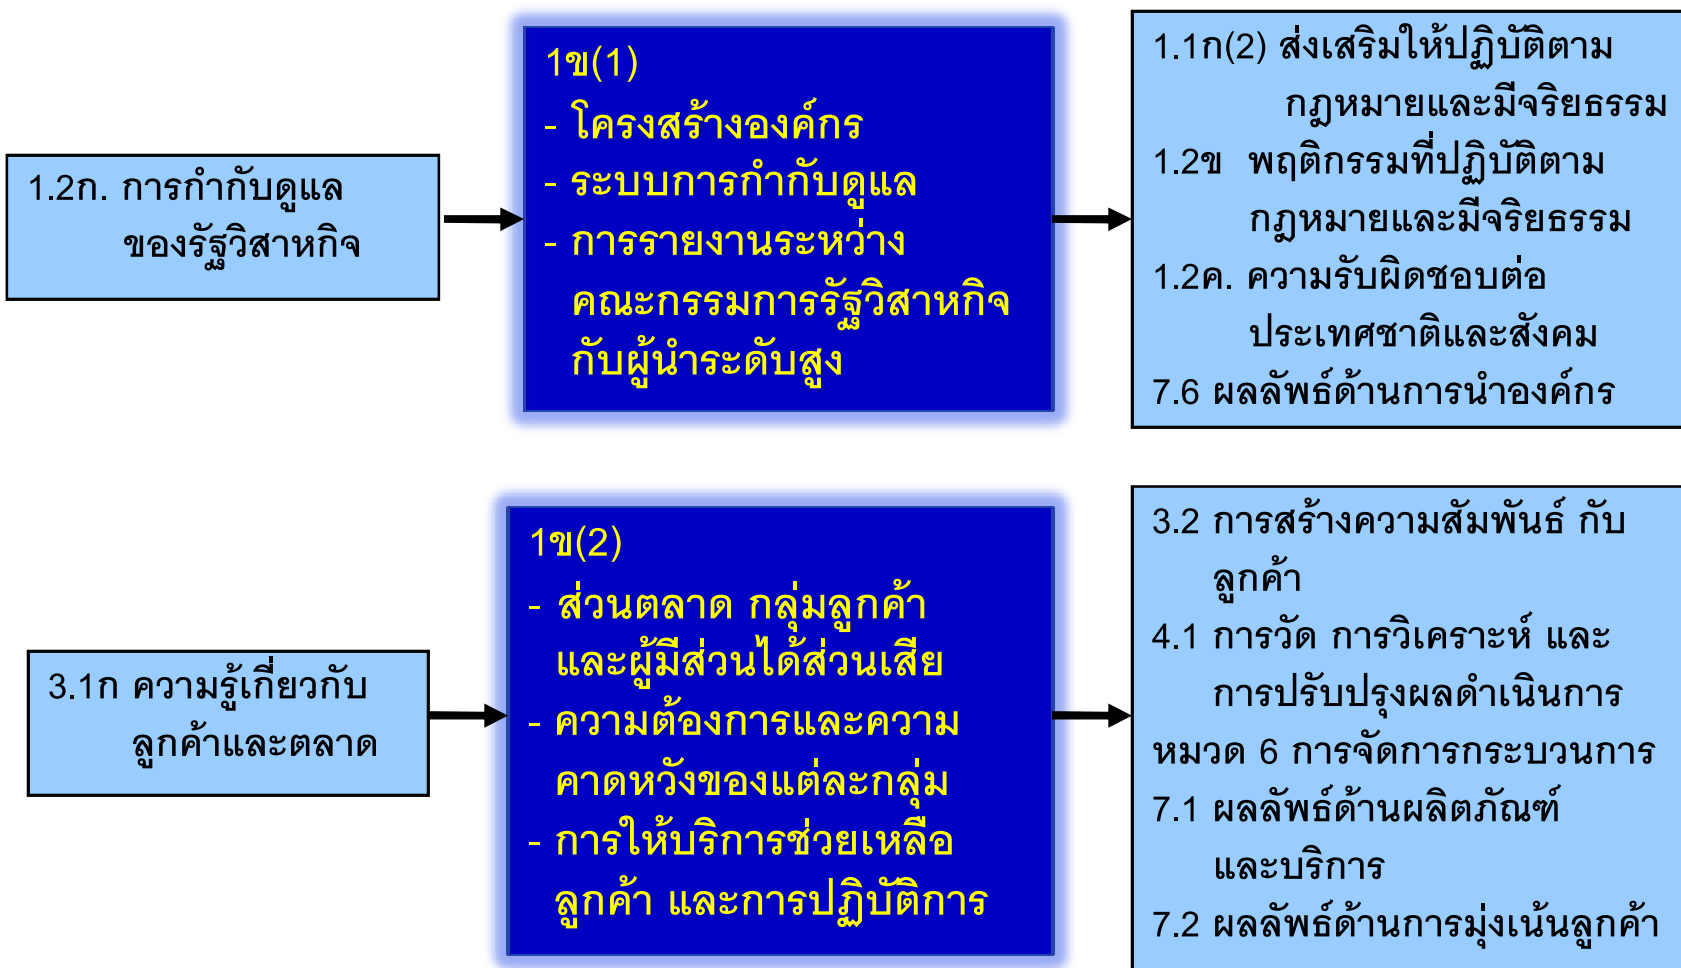 1.2ก. การกำกับดูแล
ของรัฐวิสาหกิจ
1ข(1)
- โครงสร้างองค์กร
- ระบบการกำกับดูแล
- การรายงานระหว่าง
คณะกรรมการรัฐวิสาหกิจ
กับผู้นำระดับสูง
1.1ก(2) ส่งเสริมให้ปฏิบัติตาม
กฎหมายและมีจริยธรรม
1.2ข พฤติกรรมที่ปฏิบัติตาม
กฎหมายและมีจริยธรรม
1.2ค. ความรับผิดชอบต่อ
ประเทศชาติและสังคม
7.6 ผลลัพธ์ด้านการนำองค์กร
3.1ก ความรู้เกี่ยวกับ
ลูกค้าและตลาด
1ข(2)
- ส่วนตลาด กลุ่มลูกค้า
และผู้มีส่วนได้ส่วนเสีย
- ความต้องการและความ
คาดหวังของแต่ละกลุ่ม
- การให้บริการช่วยเหลือ
ลูกค้า และการปฏิบัติการ
3.2 การสร้างความสัมพันธ์ กับ
ลูกค้า
4.1 การวัด การวิเคราะห์ และ
การปรับปรุงผลดำเนินการ
หมวด 6 การจัดการกระบวนการ
7.1 ผลลัพธ์ด้านผลิตภัณฑ์
และบริการ
7.2 ผลลัพธ์ด้านการมุ่งเน้นลูกค้า